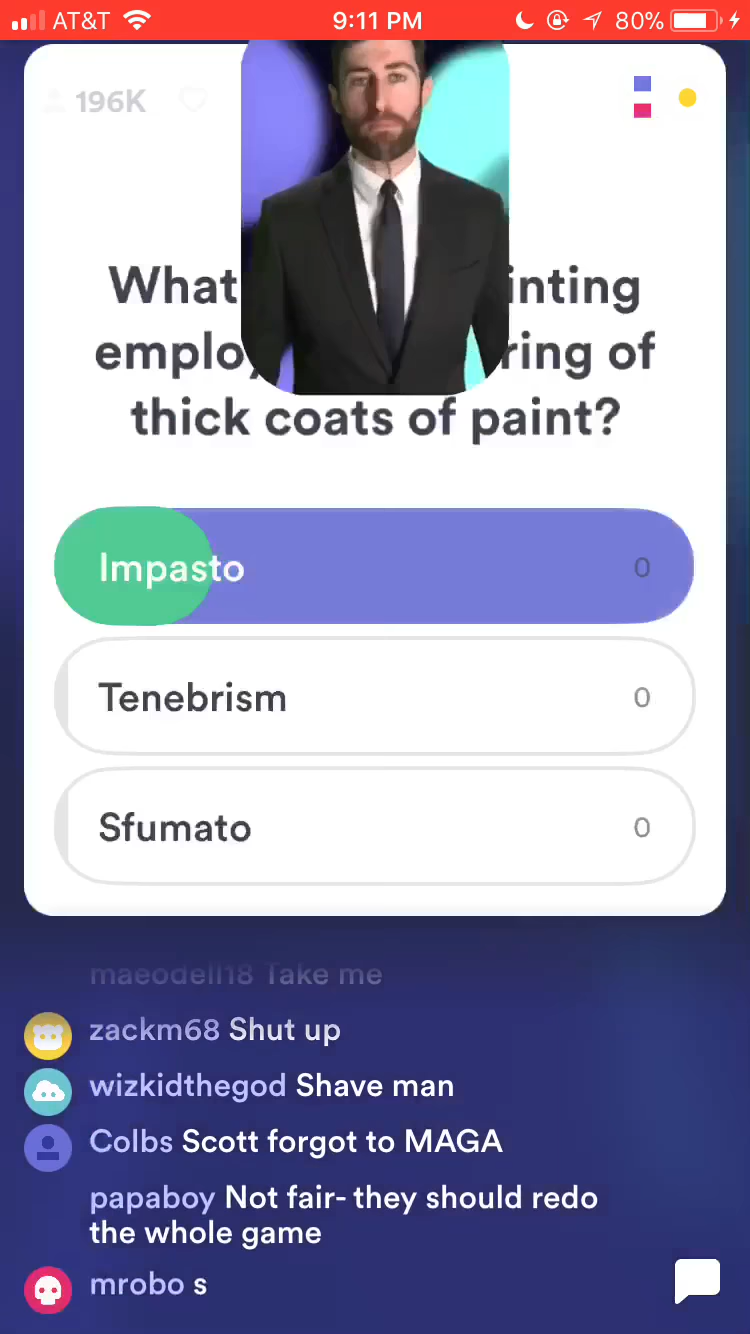 AT&T 9:11 PM 80%
196K
What inting
emplo ring of
thick coats of paint?
Impasto 0
Tenebrism 0
Sfumato 0
maeodell18 Take me
zackm68 Shut up
wizkidthegod Shave man
Colbs Scott forgot to MAGA
papaboy Not fair- they should redo
the whole game
mrobo s